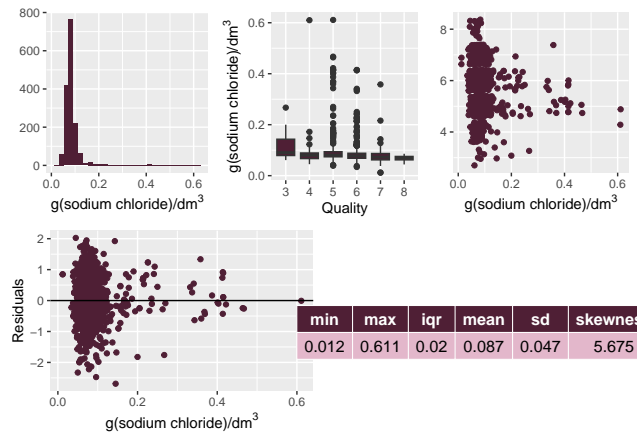 800
600
400
200
0
0.0 0.2 0.4 0.6
g(sodium chloride)/dm³
g(sodium chloride)/dm³
0.6
0.4
0.2
0.0
3 4 5 6 7 8
Quality
8
6
4
0.0 0.2 0.4 0.6
g(sodium chloride)/dm³
Residuals
2
1
0
−1
−2
0.0 0.2 0.4 0.6
g(sodium chloride)/dm³
min max iqr mean sd skewnes
0.012 0.611 0.02 0.087 0.047 5.675